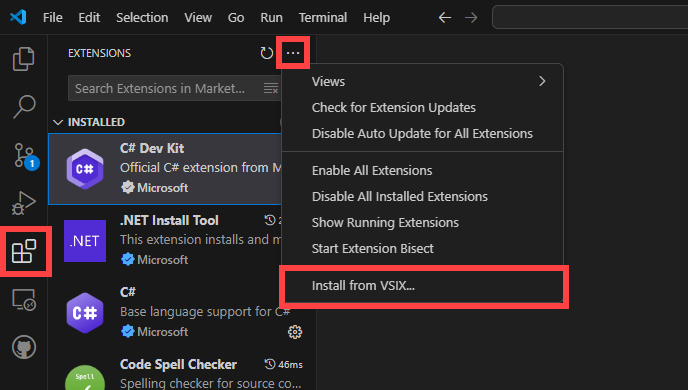 File Edit Selection View Go Run Terminal Help
EXTENSIONS
Search Extensions in Market...
INSTALLED
C# Dev Kit
Official C# extension from M
Microsoft
.NET
.NET Install Tool
This extension installs and m
Microsoft
C#
Base language support for C#
Microsoft
Spell
Code Spell Checker 46ms
Spelling checker for source co...
1
Views
Check for Extension Updates
Disable Auto Update for All Extensions
Enable All Extensions
Disable All Installed Extensions
Show Running Extensions
Start Extension Bisect
Install from VSIX...